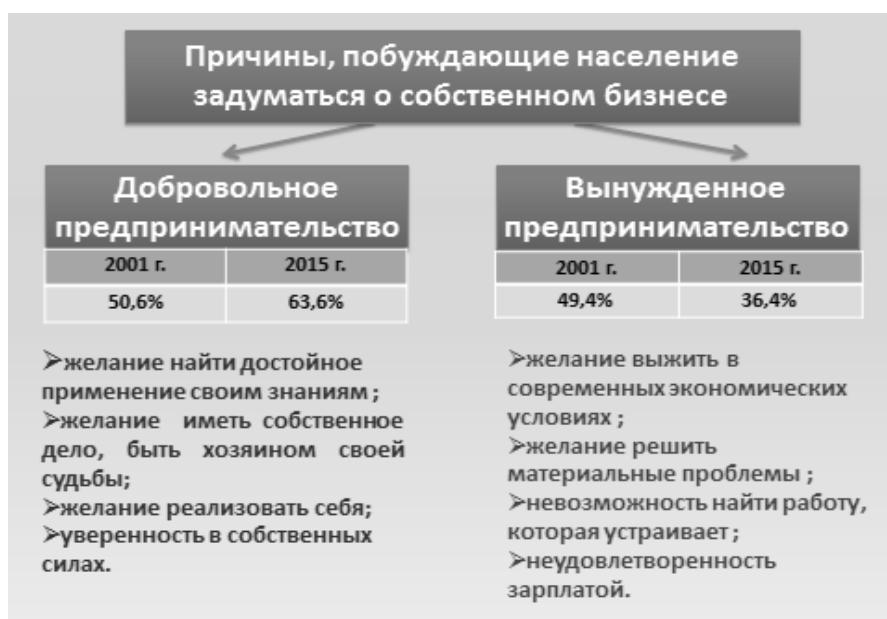 Причины, побуждающие население
задуматься о собственном бизнесе
Добровольное
предпринимательство
2001 г. 2015 г.
50,6% 63,6%
➢желание найти достойное
применение своим знаниям ;
➢желание иметь собственное
дело, быть хозяином своей
судьбы;
➢желание реализовать себя;
➢уверенность в собственных
силах.
Вынужденное
предпринимательство
2001 г. 2015 г.
49,4% 36,4%
➢желание выжить в
современных экономических
условиях ;
➢желание решить
материальные проблемы ;
➢невозможность найти работу,
которая устраивает ;
➢неудовлетворенность
зарплатой.